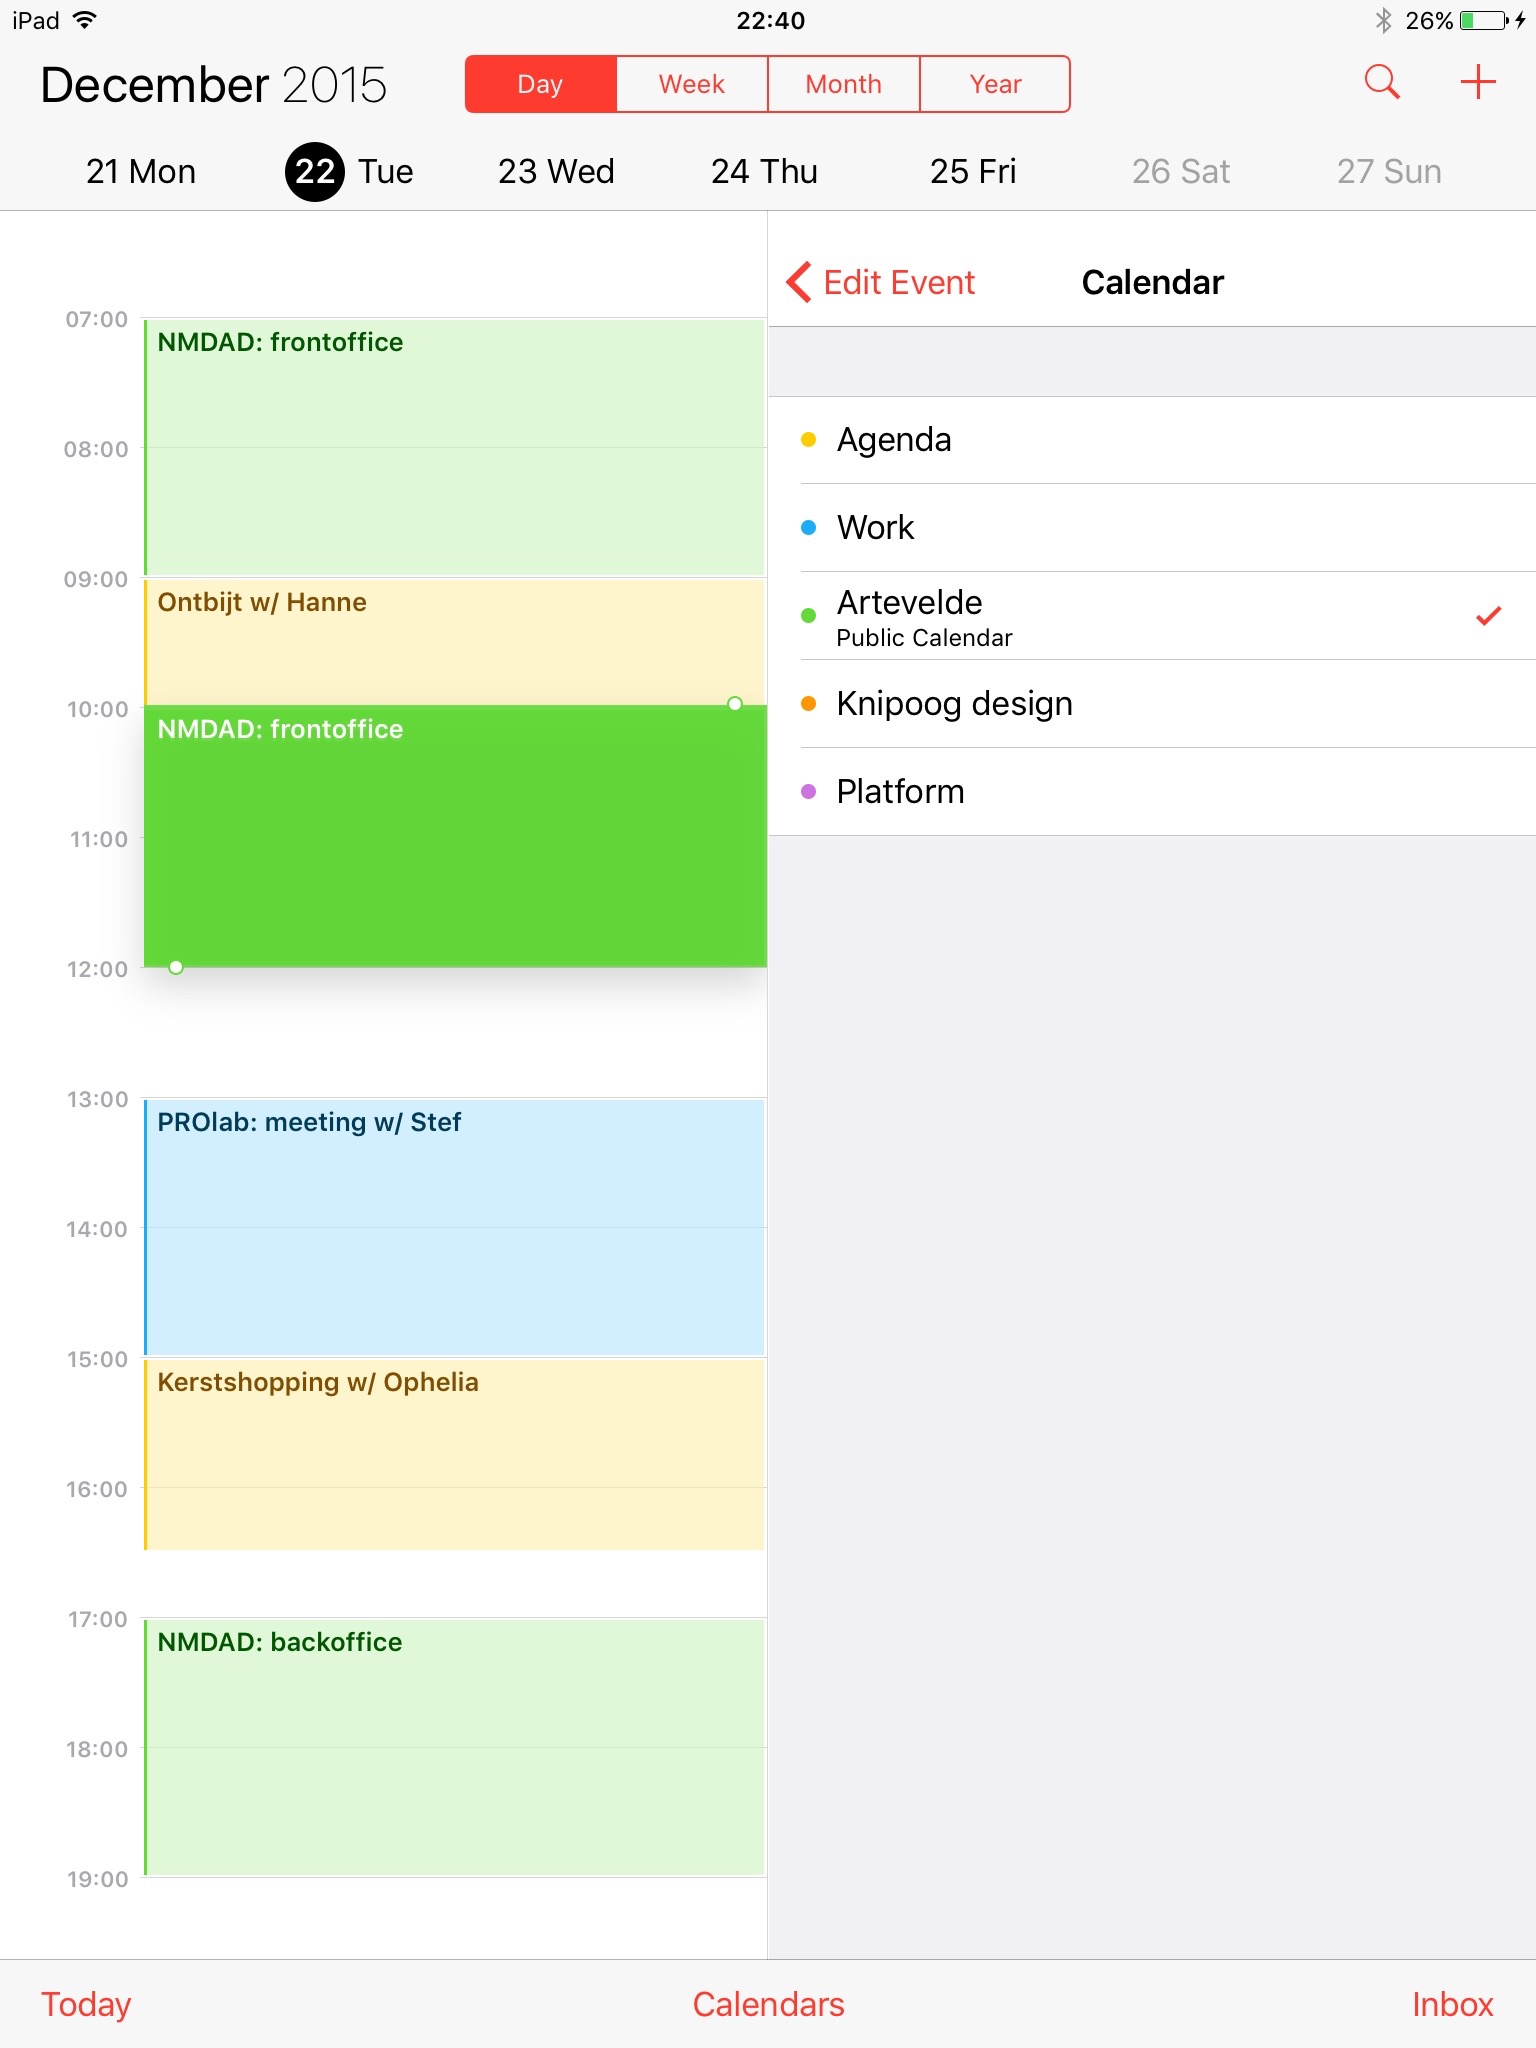 iPad 22:40 26%
December 2015 Day Week Month Year
21 Mon 22 Tue 23 Wed 24 Thu 25 Fri 26 Sat 27 Sun
07:00 NMDAD: frontoffice
08:00
09:00 Ontbijt w/ Hanne
10:00 NMDAD: frontoffice
11:00
12:00
13:00 PROlab: meeting w/ Stef
14:00
15:00 Kerstshopping w/ Ophelia
16:00
17:00 NMDAD: backoffice
18:00
19:00
Edit Event Calendar
Agenda
Work
Artevelde
Public Calendar
Knipoog design
Platform
Today Calendars Inbox